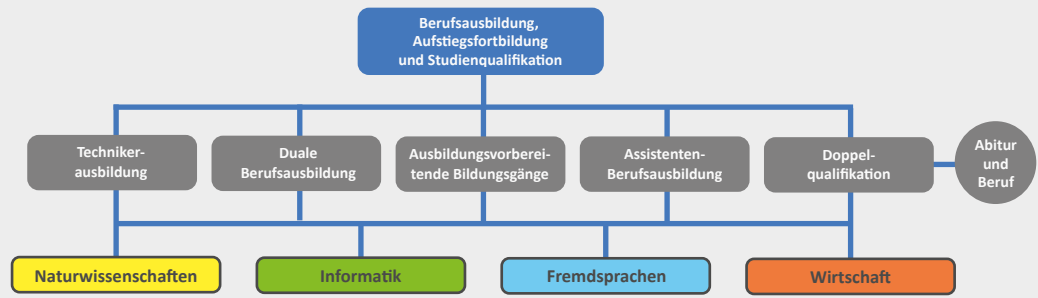 Berufsausbildung,
Aufstiegsfortbildung
und Studienqualifikation
Techniker-
ausbildung
Duale
Berufsausbildung
Ausbildungsvorberei-
tende Bildungsgänge
Assistenten-
Berufsausbildung
Doppel-
qualifikation
Abitur
und
Beruf
Naturwissenschaften
Informatik
Fremdsprachen
Wirtschaft